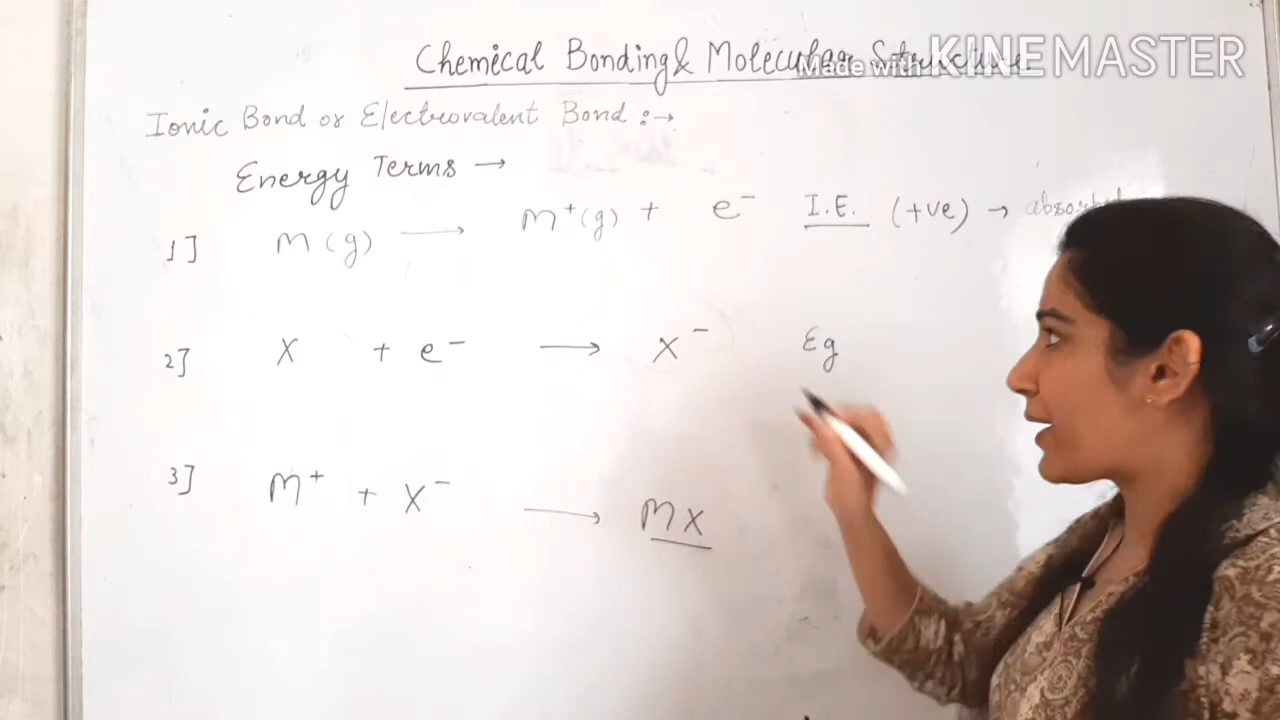 Chemical Bonding & Molecular Structure
Made with KINEMASTER
Ionic Bond or Electrovalent Bond :→
Energy Terms →
1] M(g) → M⁺(g) + e⁻ I.E. (+ve) →
2] X + e⁻ → X⁻ Eg
3] M⁺ + X⁻ → MX